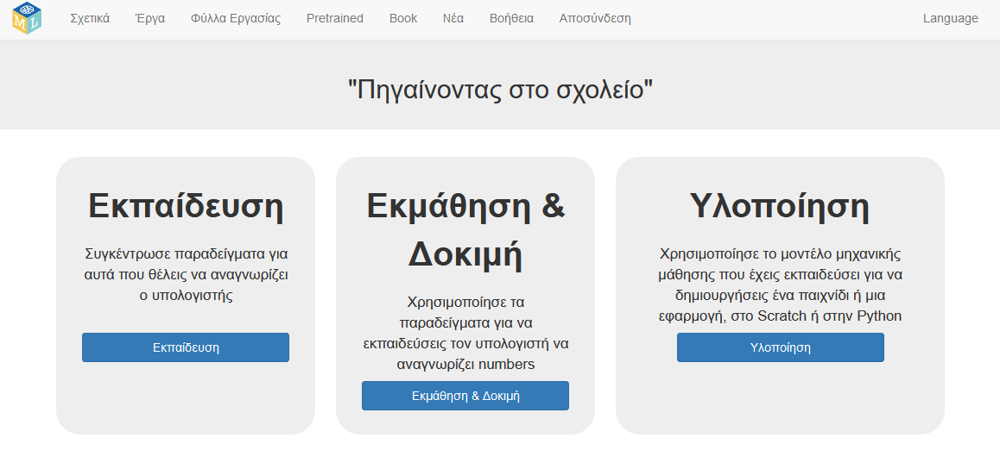 M L
Σχετικά Έργα Φύλλα Εργασίας Pretrained Book Νέα Βοήθεια Αποσύνδεση Language
"Πηγαίνοντας στο σχολείο"
Εκπαίδευση
Συγκέντρωσε παραδείγματα για
αυτά που θέλεις να αναγνωρίζει
ο υπολογιστής
Εκπαίδευση
Εκμάθηση &
Δοκιμή
Χρησιμοποίησε τα
παραδείγματα για να
εκπαιδεύσεις τον υπολογιστή να
αναγνωρίζει numbers
Εκμάθηση & Δοκιμή
Υλοποίηση
Χρησιμοποίησε το μοντέλο μηχανικής
μάθησης που έχεις εκπαιδεύσει για να
δημιουργήσεις ένα παιχνίδι ή μια
εφαρμογή, στο Scratch ή στην Python
Υλοποίηση